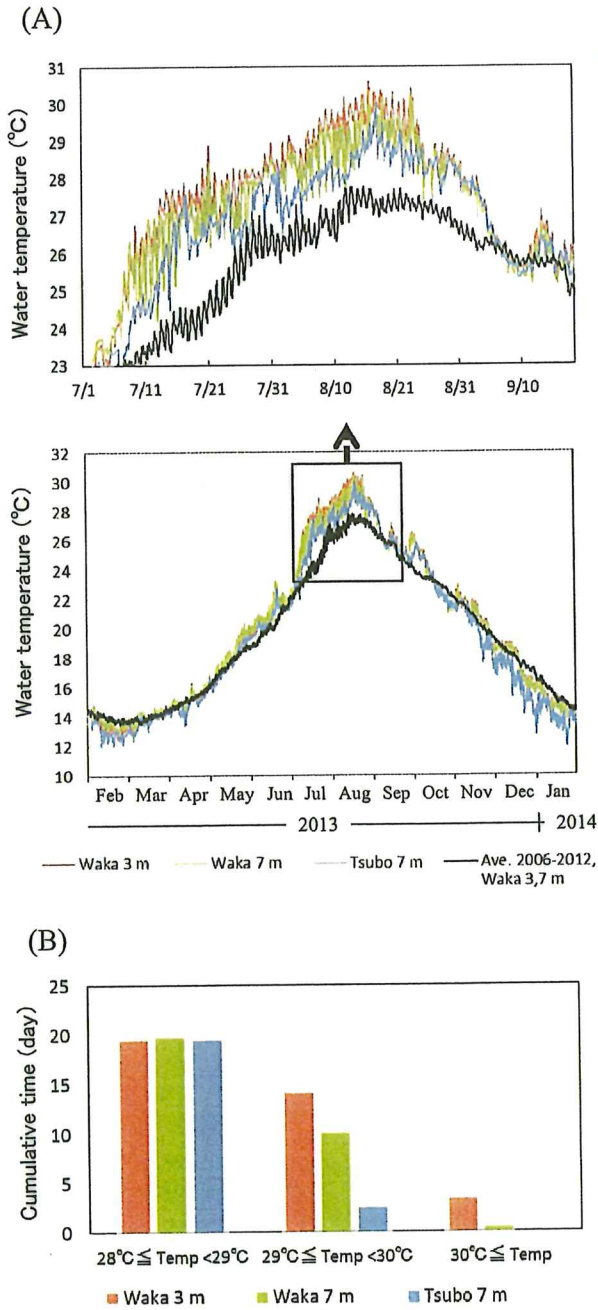 (A)
Water temperature (℃)
31
30
29
28
27
26
25
24
23
7/1 7/11 7/21 7/31 8/10 8/21 8/31 9/10
Water temperature (℃)
32
30
28
26
24
22
20
18
16
14
12
10
Feb Mar Apr May Jun Jul Aug Sep Oct Nov Dec Jan
2013 2014
Waka 3 m Waka 7 m Tsubo 7 m Ave. 2006-2012,
Waka 3,7 m
(B)
Cumulative time (day)
25
20
15
10
5
0
28℃≦ Temp <29℃ 29℃≦ Temp <30℃ 30℃≦ Temp
Waka 3 m Waka 7 m Tsubo 7 m